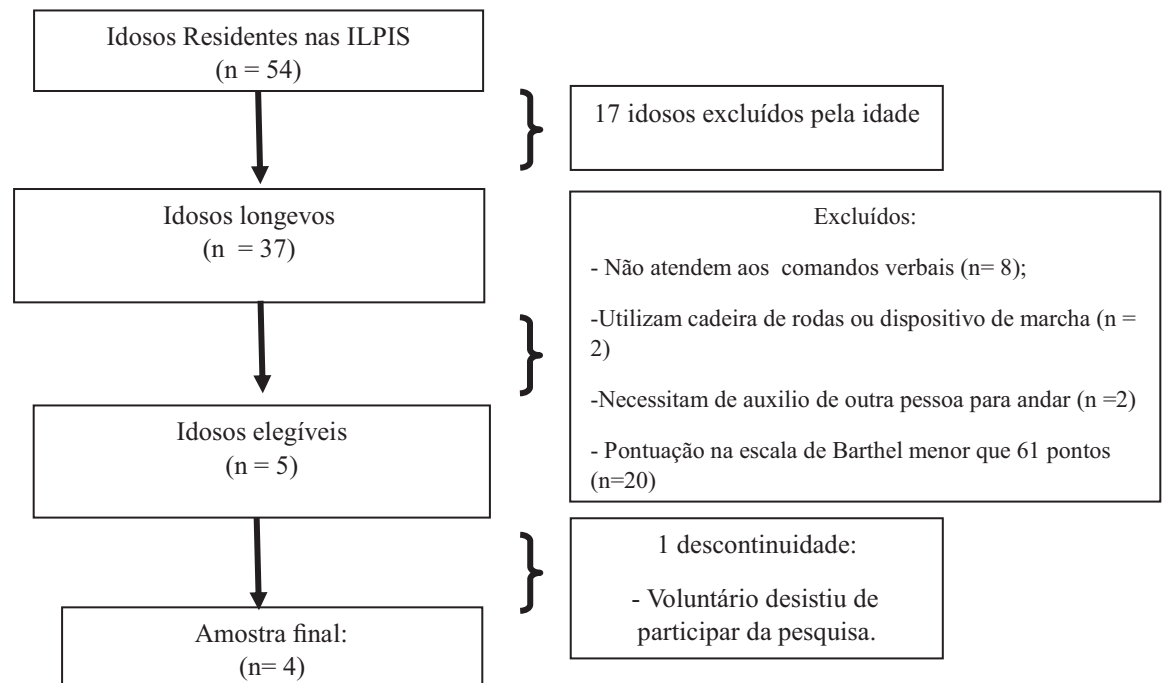 Idosos Residentes nas ILPIS
(n = 54)
17 idosos excluídos pela idade
Idosos longevos
(n = 37)
Excluídos:
- Não atendem aos comandos verbais (n= 8);
-Utilizam cadeira de rodas ou dispositivo de marcha (n =
2)
-Necessitam de auxilio de outra pessoa para andar (n =2)
- Pontuação na escala de Barthel menor que 61 pontos
(n=20)
Idosos elegíveis
(n = 5)
1 descontinuidade:
- Voluntário desistiu de
participar da pesquisa.
Amostra final:
(n= 4)